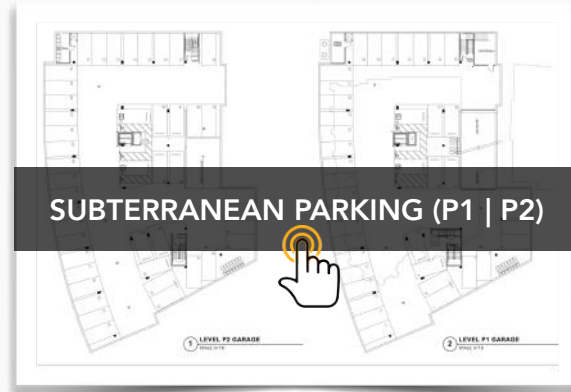 SUBTERRANEAN PARKING (P1 | P2)
1 LEVEL P2 GARAGE
2 LEVEL P1 GARAGE